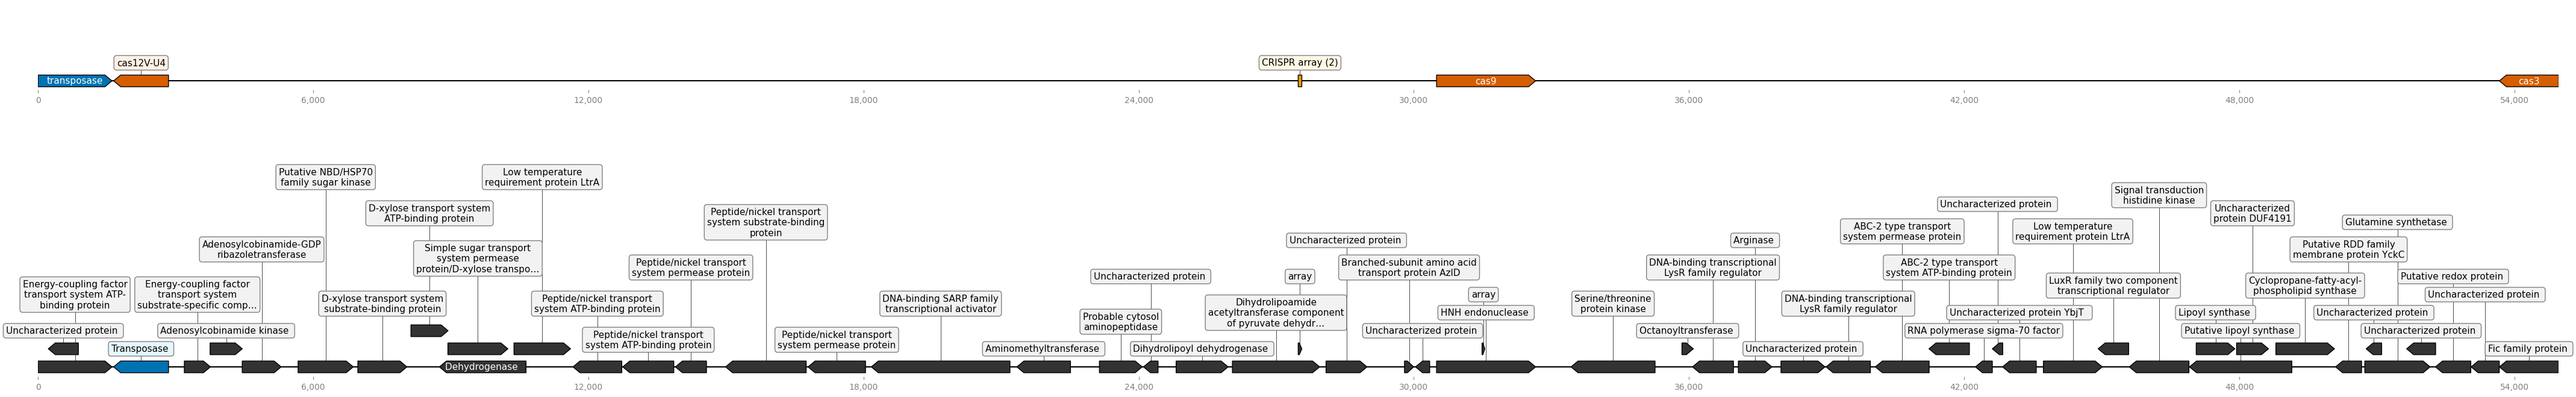 cas12V-U4
CRISPR array (2)
transposase
cas9
cas3
0
6,000
12,000
18,000
24,000
30,000
36,000
42,000
48,000
54,000
Putative NBD/HSP70
family sugar kinase
Low temperature
requirement protein LtrA
Signal transduction
histidine kinase
Uncharacterized protein
D-xylose transport system
ATP-binding protein
Uncharacterized
protein DUF4191
Peptide/nickel transport
system substrate-binding
protein
Glutamine synthetase
ABC-2 type transport
system permease protein
Low temperature
requirement protein LtrA
Uncharacterized protein
Arginase
Adenosylcobinamide-GDP
ribazoletransferase
Putative RDD family
membrane protein YckC
Simple sugar transport
system permease
protein/D-xylose transpo...
Peptide/nickel transport
system permease protein
Branched-subunit amino acid
transport protein AzlD
DNA-binding transcriptional
LysR family regulator
ABC-2 type transport
system ATP-binding protein
Uncharacterized protein
array
Putative redox protein
LuxR family two component
transcriptional regulator
Cyclopropane-fatty-acyl-
phospholipid synthase
Energy-coupling factor
transport system ATP-
binding protein
Energy-coupling factor
transport system
substrate-specific comp...
array
Uncharacterized protein
D-xylose transport system
substrate-binding protein
Peptide/nickel transport
system ATP-binding protein
DNA-binding SARP family
transcriptional activator
Serine/threonine
protein kinase
DNA-binding transcriptional
LysR family regulator
Dihydrolipoamide
acetyltransferase component
of pyruvate dehydr...
HNH endonuclease
Uncharacterized protein YbjT
Lipoyl synthase
Uncharacterized protein
Probable cytosol
aminopeptidase
Uncharacterized protein
Adenosylcobinamide kinase
Peptide/nickel transport
system ATP-binding protein
Peptide/nickel transport
system permease protein
Uncharacterized protein
Octanoyltransferase
RNA polymerase sigma-70 factor
Putative lipoyl synthase
Uncharacterized protein
Transposase
Aminomethyltransferase
Dihydrolipoyl dehydrogenase
Uncharacterized protein
Fic family protein
Dehydrogenase
0
6,000
12,000
18,000
24,000
30,000
36,000
42,000
48,000
54,000